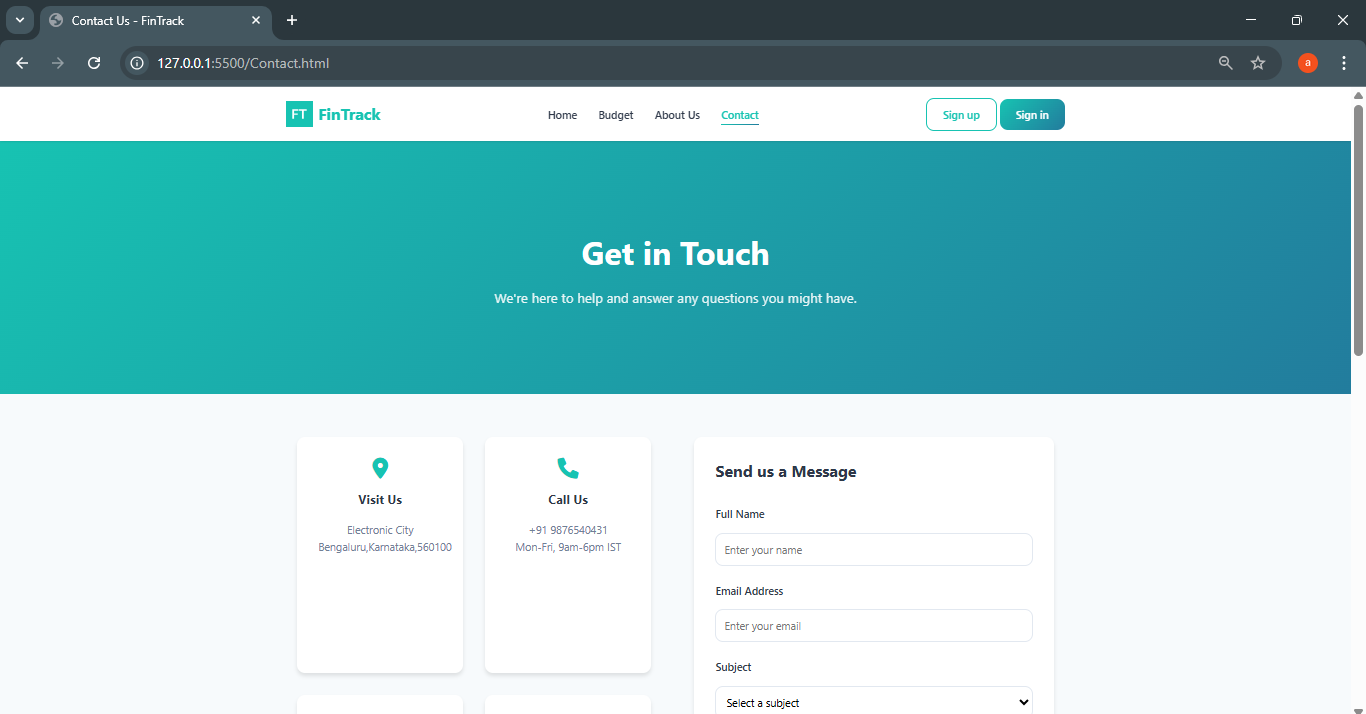 Contact Us - FinTrack
127.0.0.1:5500/Contact.html
a
FT FinTrack
Home Budget About Us Contact
Sign up Sign in
Get in Touch
We're here to help and answer any questions you might have.
Visit Us
Electronic City
Bengaluru,Karnataka,560100
Call Us
+91 9876540431
Mon-Fri, 9am-6pm IST
Send us a Message
Full Name
Enter your name
Email Address
Enter your email
Subject
Select a subject